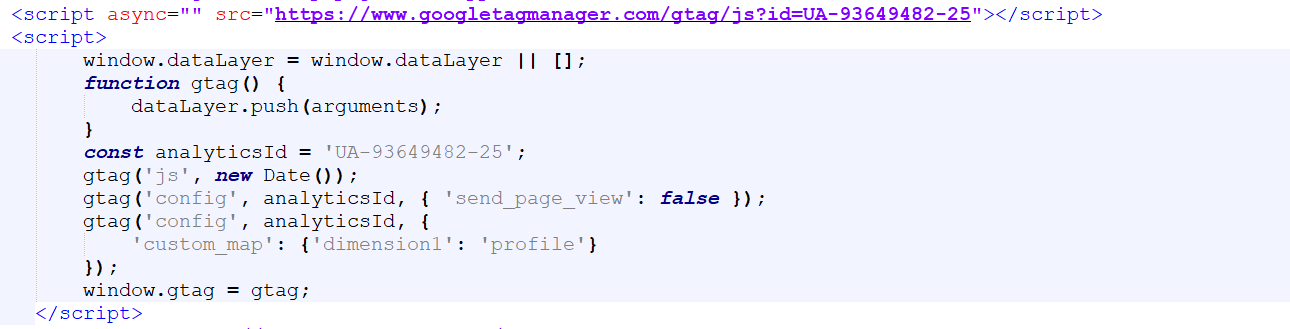 <script async="" src="https://www.googletagmanager.com/gtag/js?id=UA-93649482-25"></script>
<script>
window.dataLayer = window.dataLayer || [];
function gtag() {
dataLayer.push(arguments);
}
const analyticsId = 'UA-93649482-25';
gtag('js', new Date());
gtag('config', analyticsId, { 'send_page_view': false });
gtag('config', analyticsId, {
'custom_map': {'dimension1': 'profile'}
});
window.gtag = gtag;
</script>